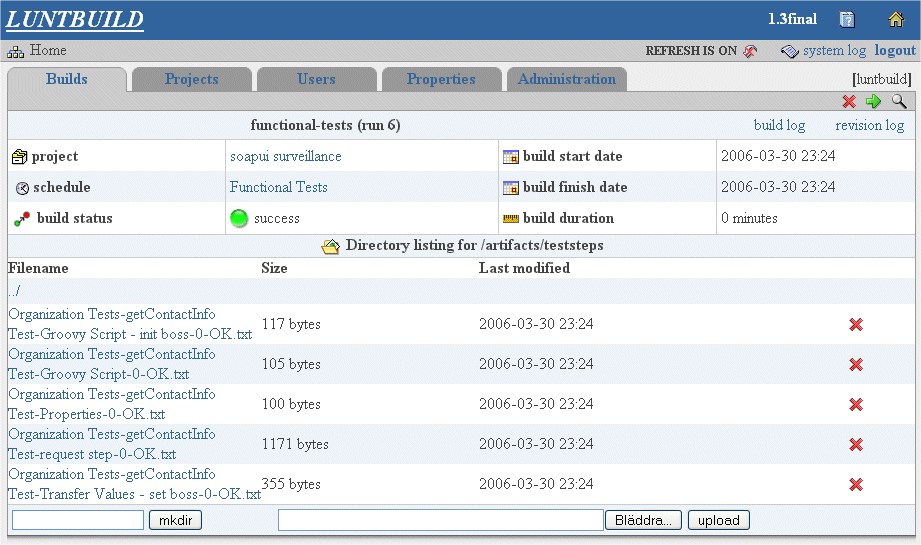 LUNTBUILD
1.3final
Home
REFRESH IS ON
system log
logout
Builds
Projects
Users
Properties
Administration
[luntbuild]
functional-tests (run 6)
build log
revision log
project
soapui surveillance
build start date
2006-03-30 23:24
schedule
Functional Tests
build finish date
2006-03-30 23:24
build status
success
build duration
0 minutes
Directory listing for /artifacts/teststeps
Filename
Size
Last modified
../
Organization Tests-getContactInfo
Test-Groovy Script - init boss-0-OK.txt
117 bytes
2006-03-30 23:24
Organization Tests-getContactInfo
Test-Groovy Script-0-OK.txt
105 bytes
2006-03-30 23:24
Organization Tests-getContactInfo
Test-Properties-0-OK.txt
100 bytes
2006-03-30 23:24
Organization Tests-getContactInfo
Test-request step-0-OK.txt
1171 bytes
2006-03-30 23:24
Organization Tests-getContactInfo
Test-Transfer Values - set boss-0-OK.txt
355 bytes
2006-03-30 23:24
mkdir
Bläddra...
upload